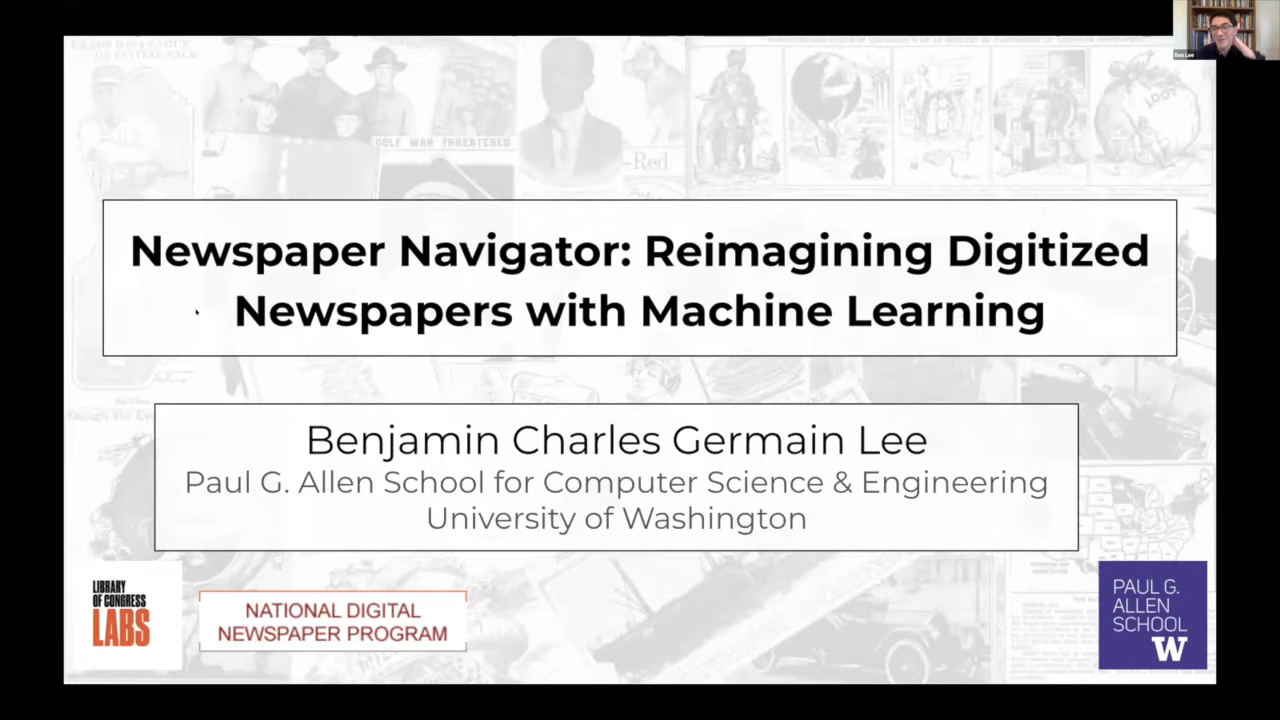 Ben Lee
GOLF WAR THREATENED
Red
LOOT
Newspaper Navigator: Reimagining Digitized
Newspapers with Machine Learning
Benjamin Charles Germain Lee
Paul G. Allen School for Computer Science & Engineering
University of Washington
LIBRARY
OF CONGRESS
LABS
NATIONAL DIGITAL
NEWSPAPER PROGRAM
PAUL G.
ALLEN
SCHOOL
W